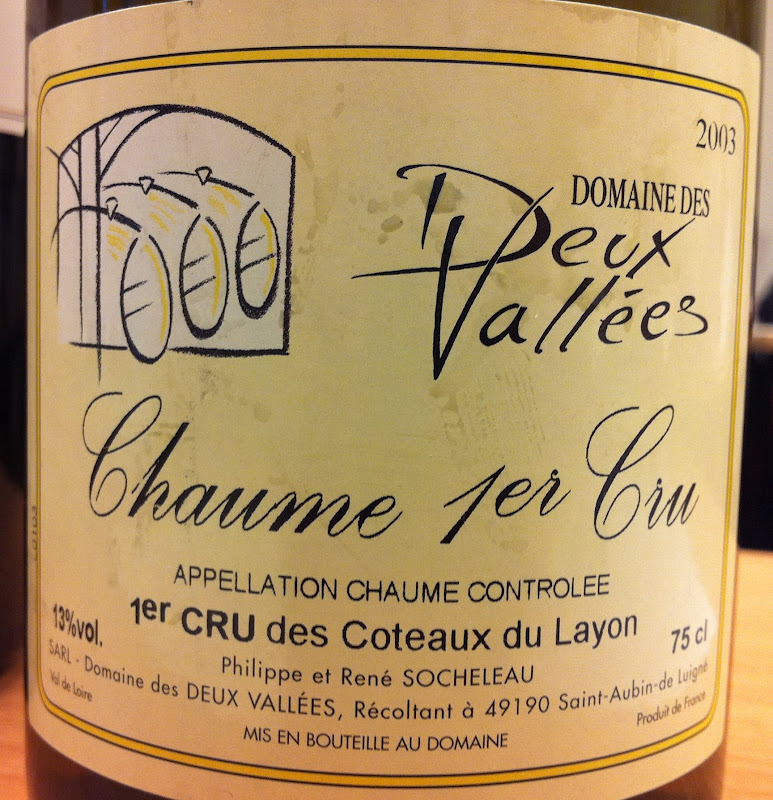 2003
DOMAINE DES
Deux
Vallées
Chaume 1er Cru
APPELLATION CHAUME CONTROLEE
13%vol.
1er CRU des Coteaux du Layon
75 cl
Philippe et René SOCHELEAU
SARL - Domaine des DEUX VALLÉES, Récoltant à 49190 Saint-Aubin-de Luigné
Val de Loire
Produit de France
MIS EN BOUTEILLE AU DOMAINE